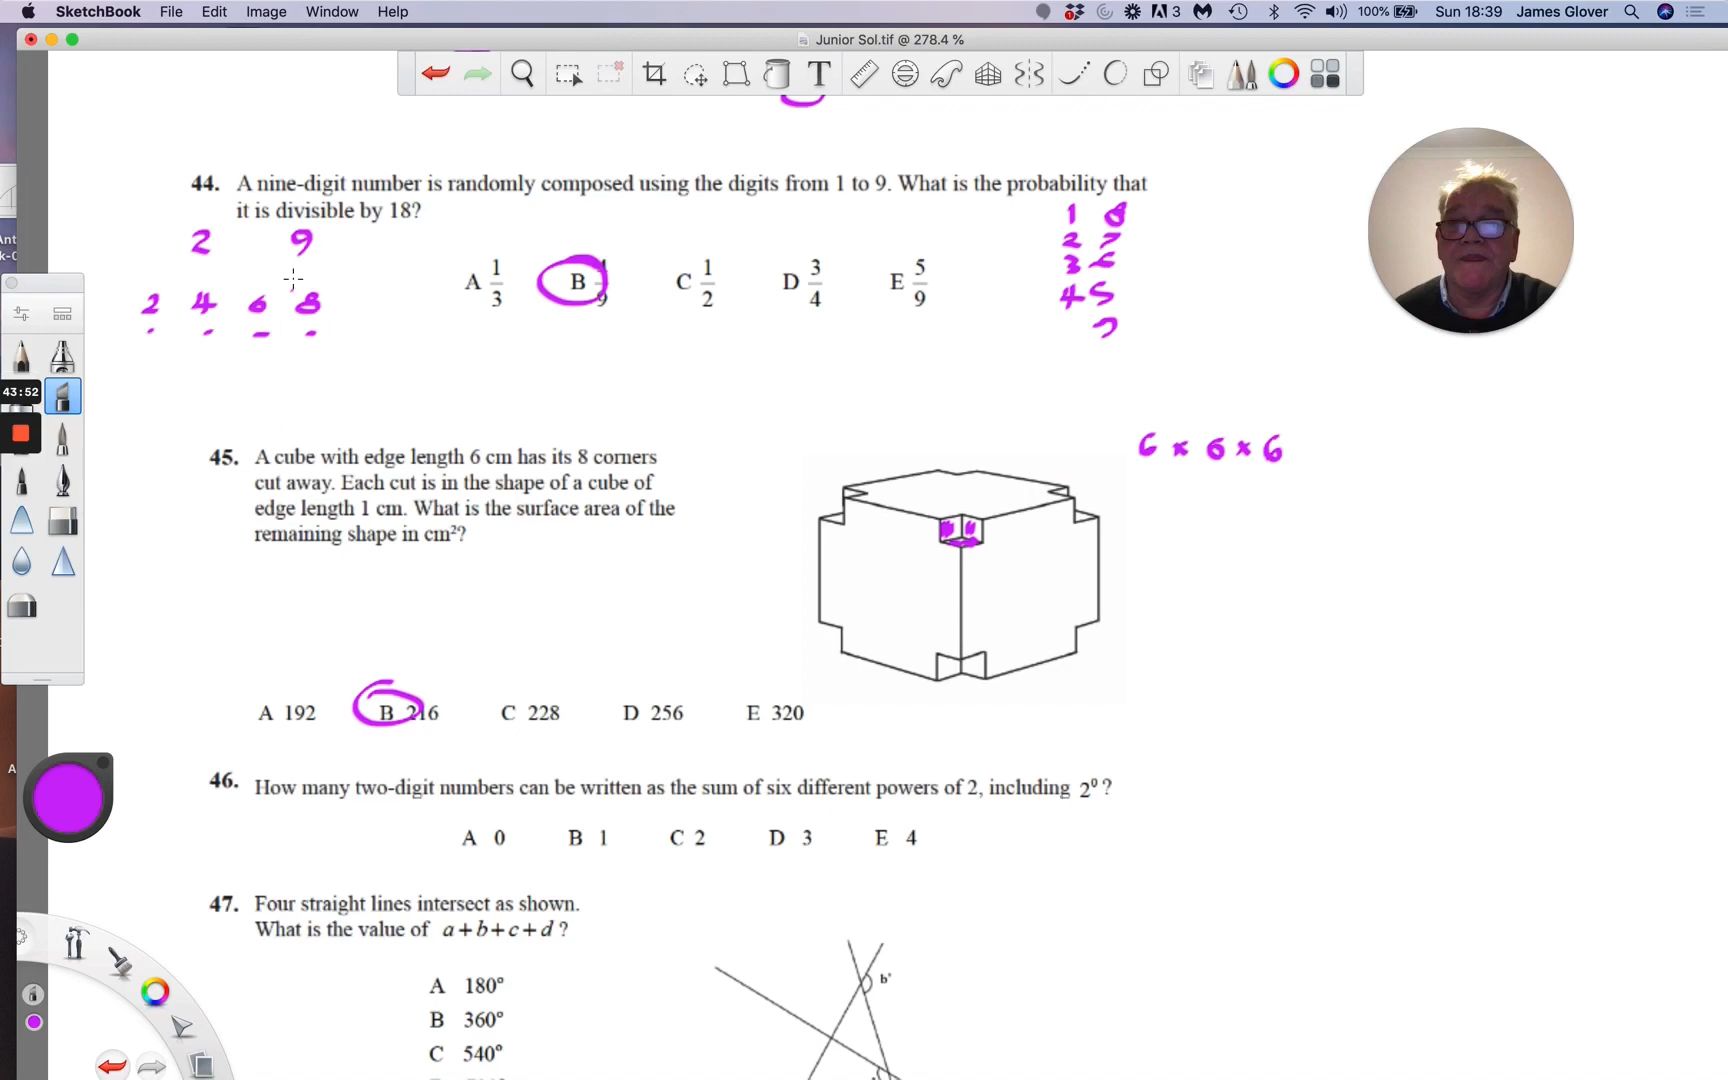 SketchBook File Edit Image Window Help 3 100% Sun 18:39 James Glover
Junior Sol.tif @ 278.4 %
44. A nine-digit number is randomly composed using the digits from 1 to 9. What is the probability that
it is divisible by 18?
2 9
1 8
2 7
3 6
4 5
9
A 1/3 B 4/9 C 1/2 D 3/4 E 5/9
2 4 6 8
43:52
45. A cube with edge length 6 cm has its 8 corners
cut away. Each cut is in the shape of a cube of
edge length 1 cm. What is the surface area of the
remaining shape in cm²?
6 × 6 × 6
A 192 B 216 C 228 D 256 E 320
46. How many two-digit numbers can be written as the sum of six different powers of 2, including 2⁰ ?
A 0 B 1 C 2 D 3 E 4
47. Four straight lines intersect as shown.
What is the value of a+b+c+d ?
A 180°
B 360°
C 540°
b°